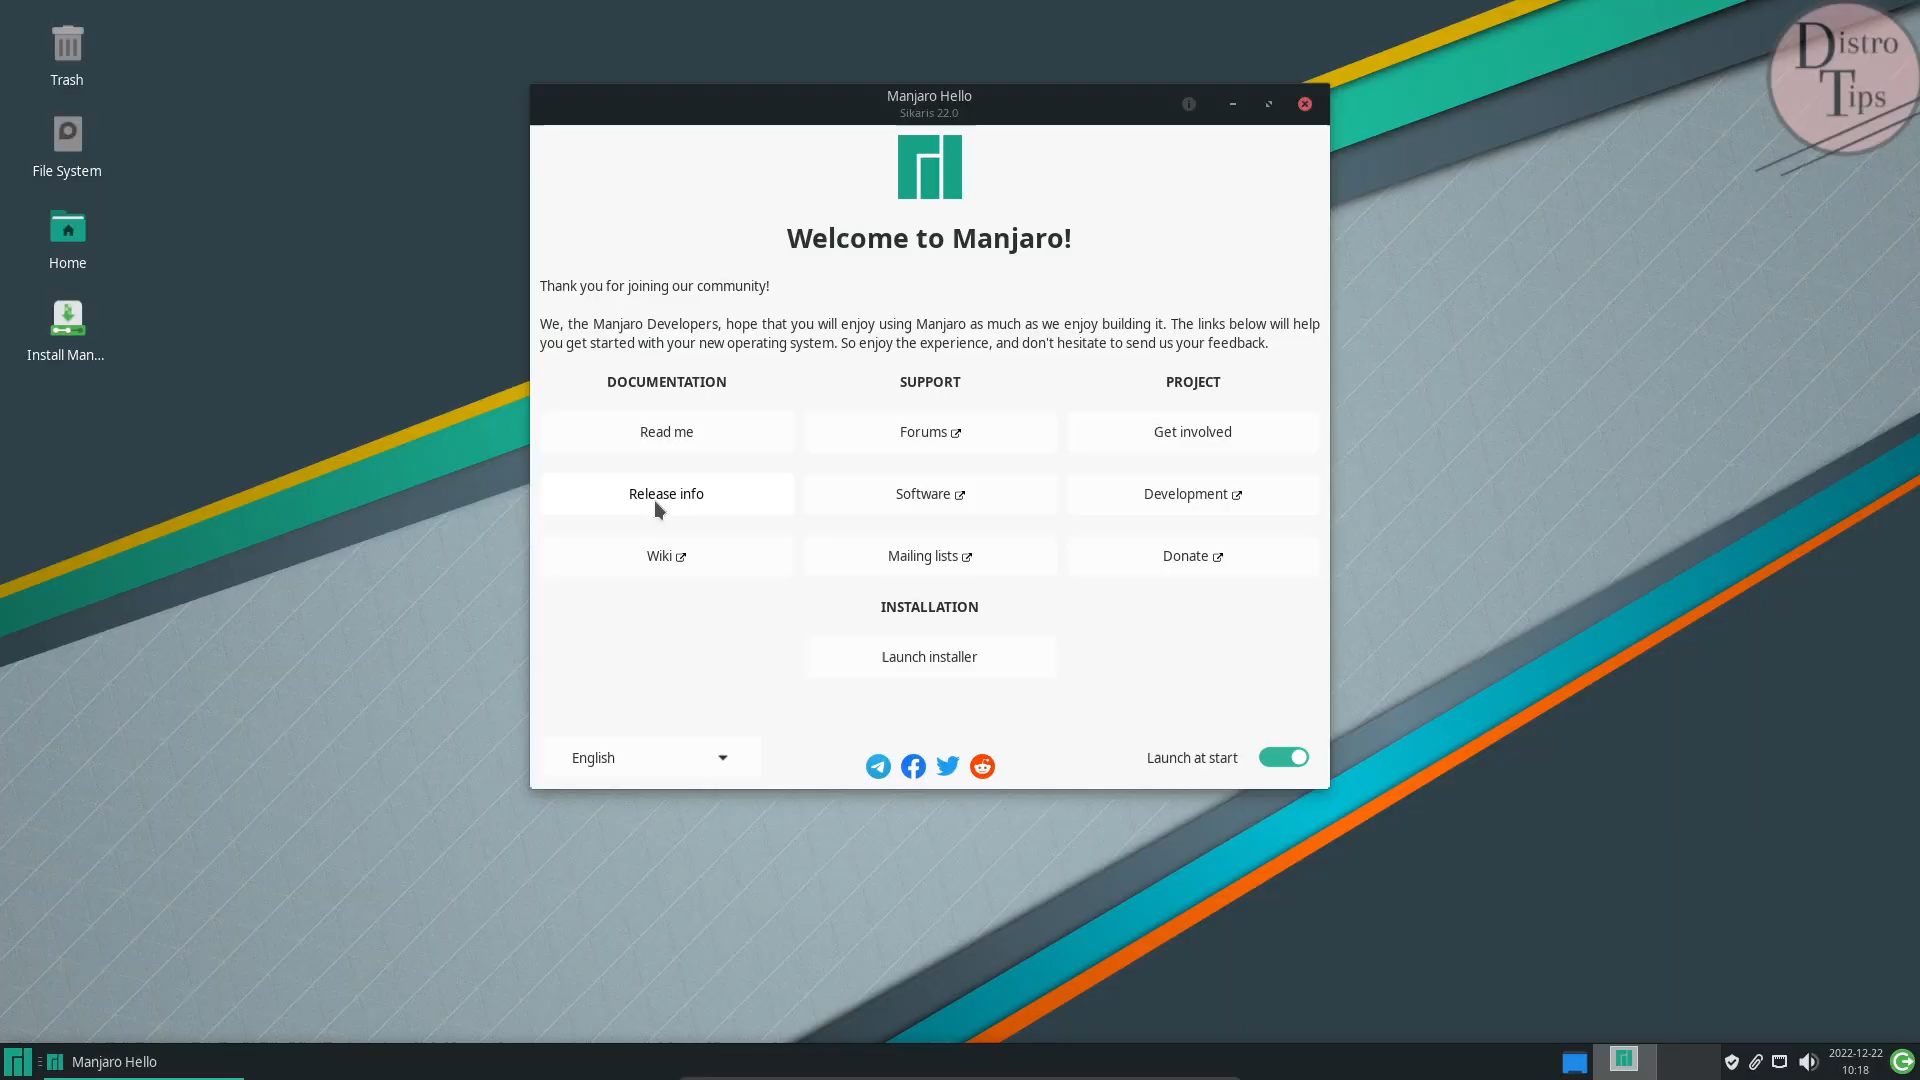 Trash
File System
Home
Install Man...
Distro
Tips
Manjaro Hello
Sikaris 22.0
Welcome to Manjaro!
Thank you for joining our community!
We, the Manjaro Developers, hope that you will enjoy using Manjaro as much as we enjoy building it. The links below will help
you get started with your new operating system. So enjoy the experience, and don't hesitate to send us your feedback.
DOCUMENTATION SUPPORT PROJECT
Read me Forums Get involved
Release info Software Development
Wiki Mailing lists Donate
INSTALLATION
Launch installer
English Launch at start
Manjaro Hello
2022-12-22
10:18